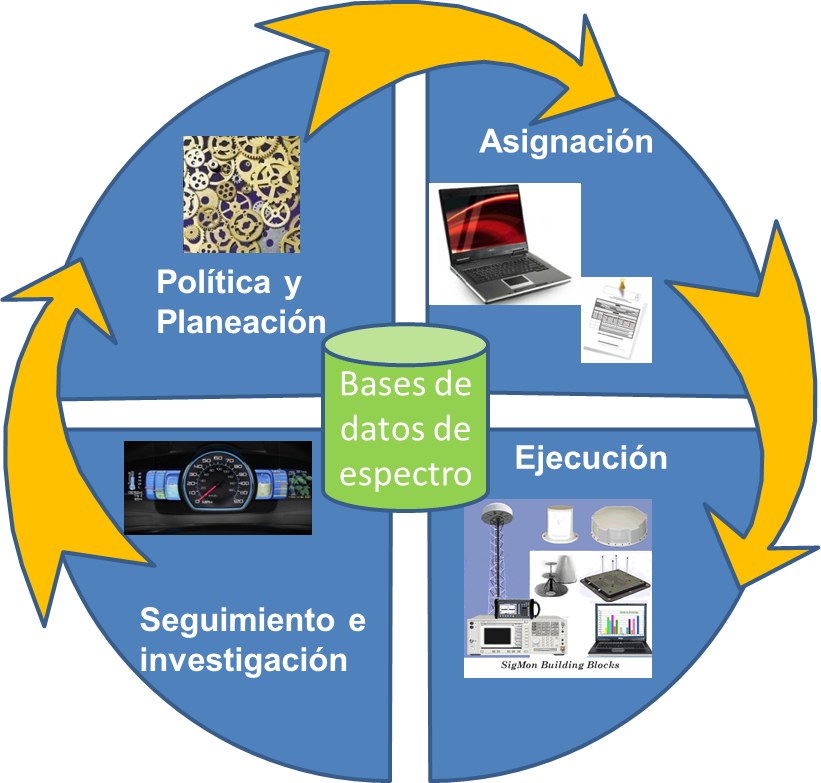 Asignación
Política y
Planeación
Bases de
datos de
espectro
Ejecución
SigMon Building Blocks
Seguimiento e
investigación